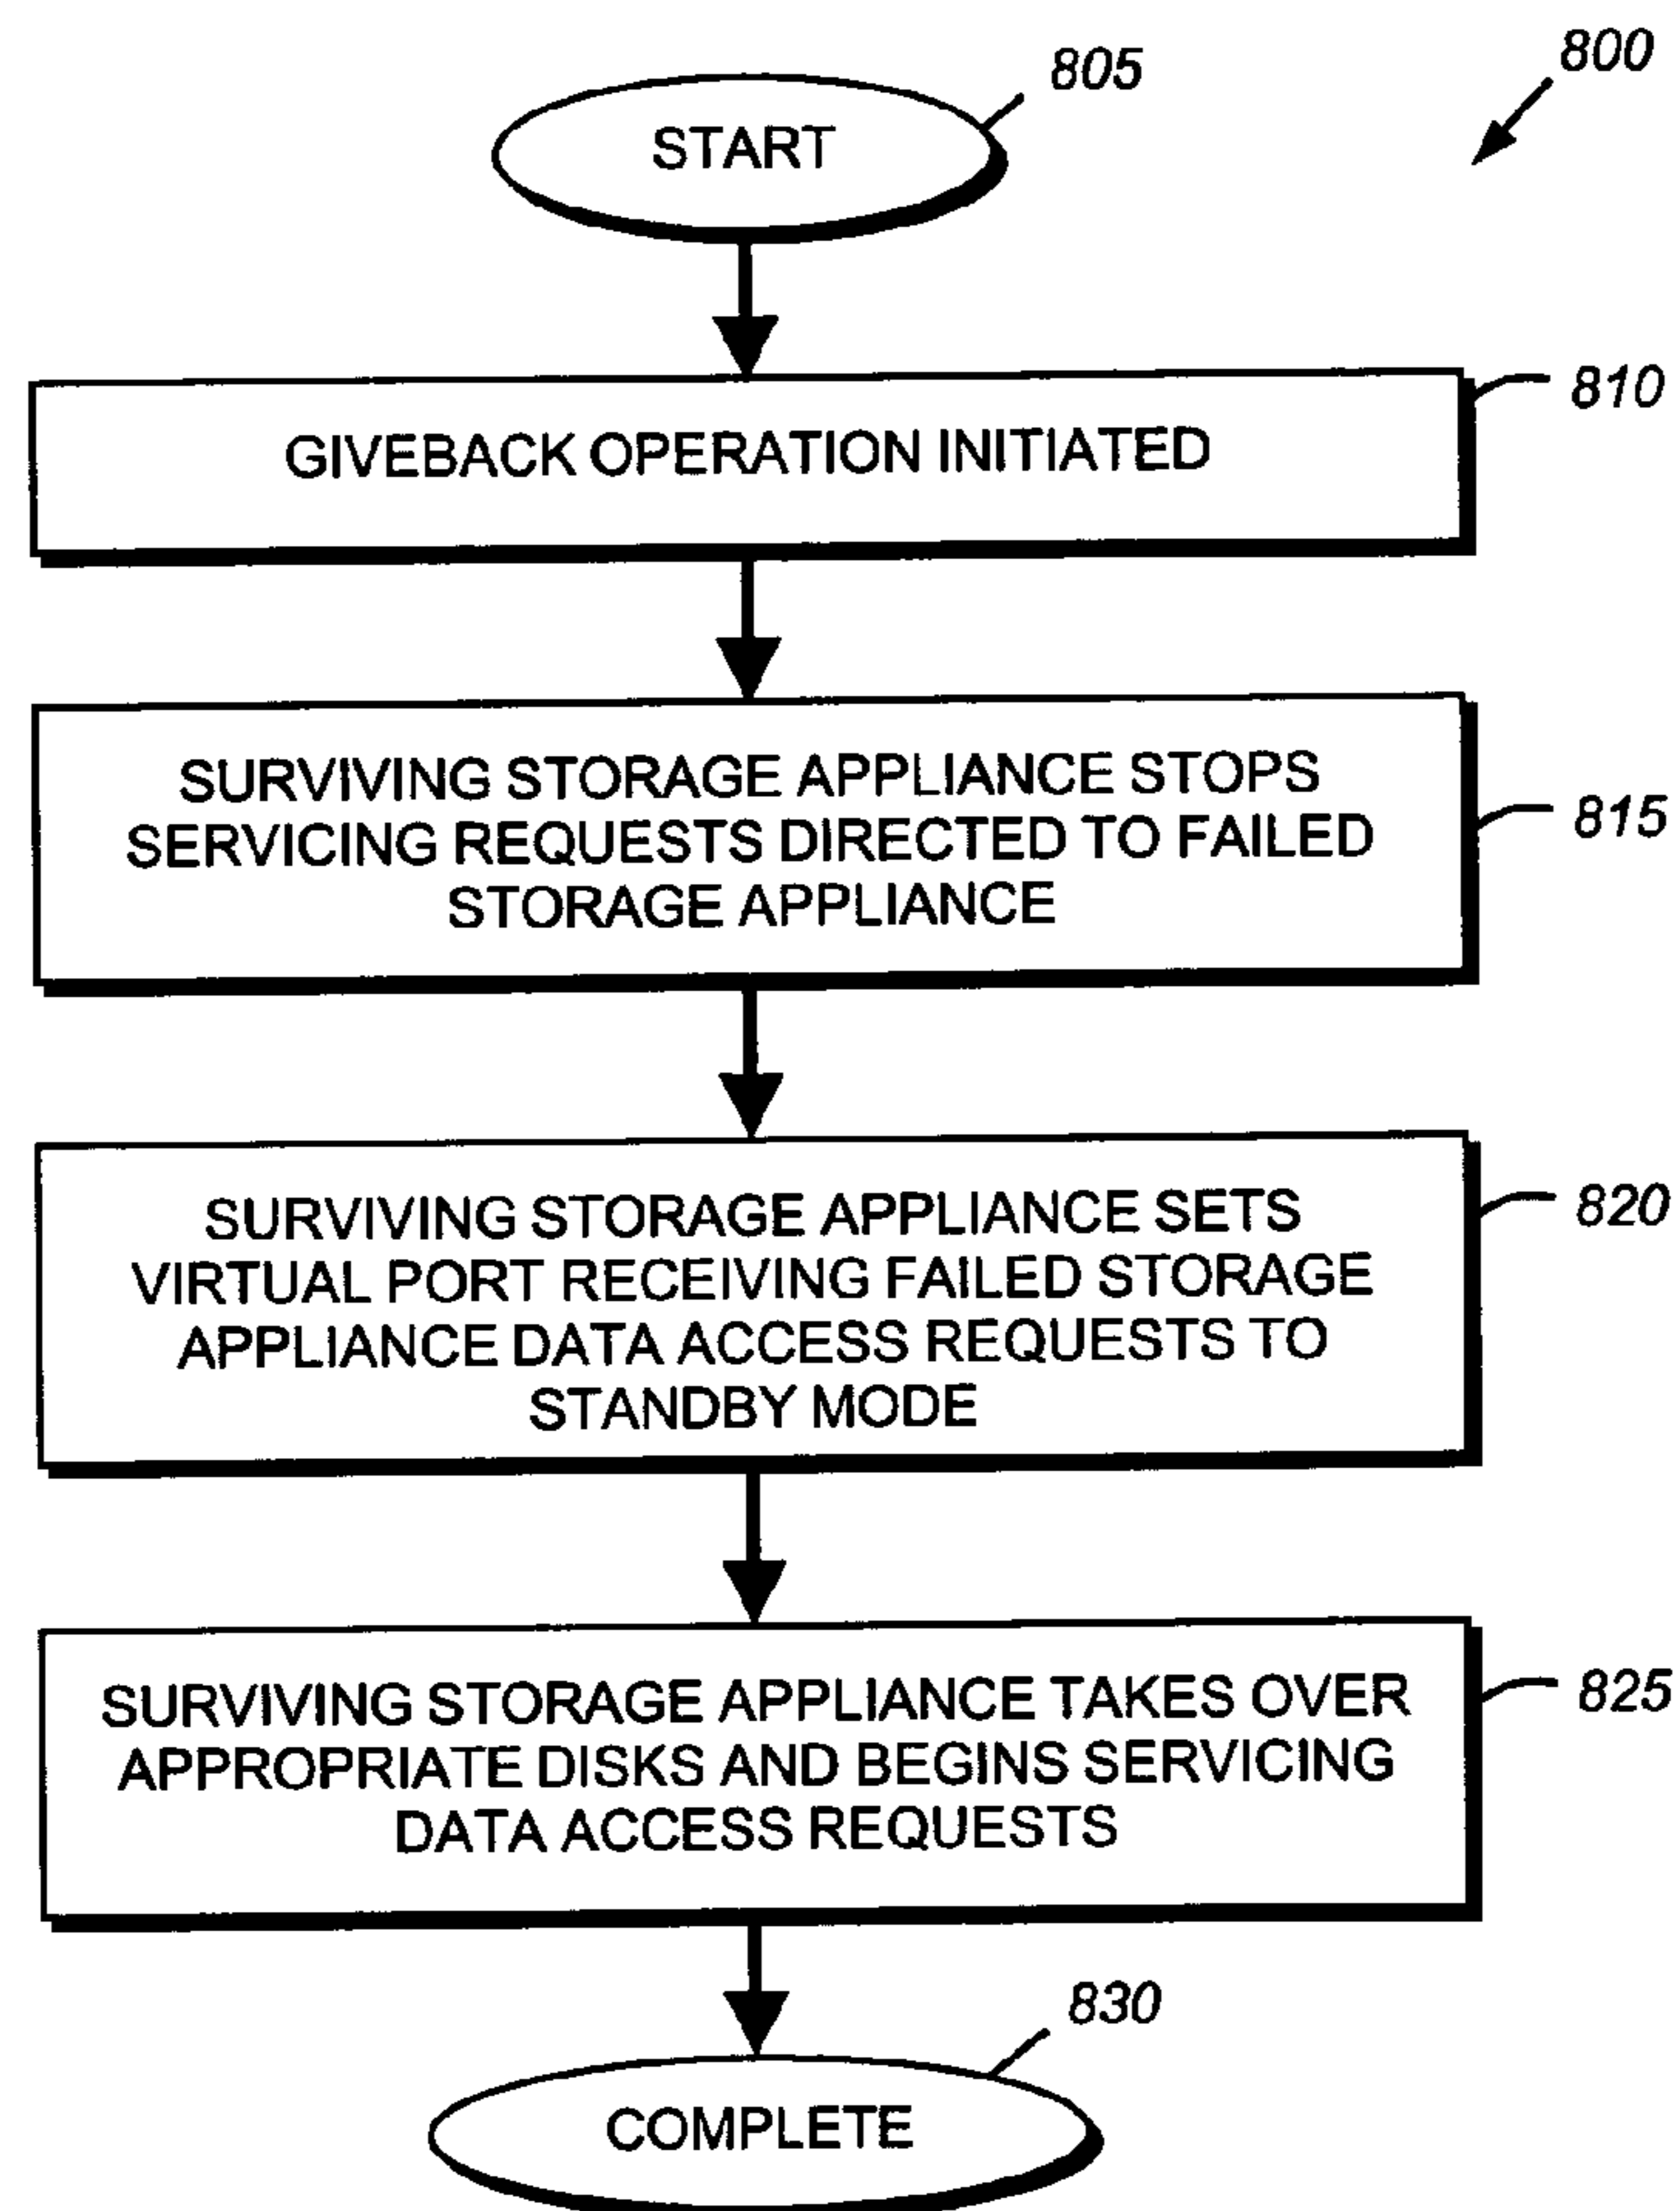 800
805
START
810
GIVEBACK OPERATION INITIATED
815
SURVIVING STORAGE APPLIANCE STOPS
SERVICING REQUESTS DIRECTED TO FAILED
STORAGE APPLIANCE
820
SURVIVING STORAGE APPLIANCE SETS
VIRTUAL PORT RECEIVING FAILED STORAGE
APPLIANCE DATA ACCESS REQUESTS TO
STANDBY MODE
825
SURVIVING STORAGE APPLIANCE TAKES OVER
APPROPRIATE DISKS AND BEGINS SERVICING
DATA ACCESS REQUESTS
830
COMPLETE